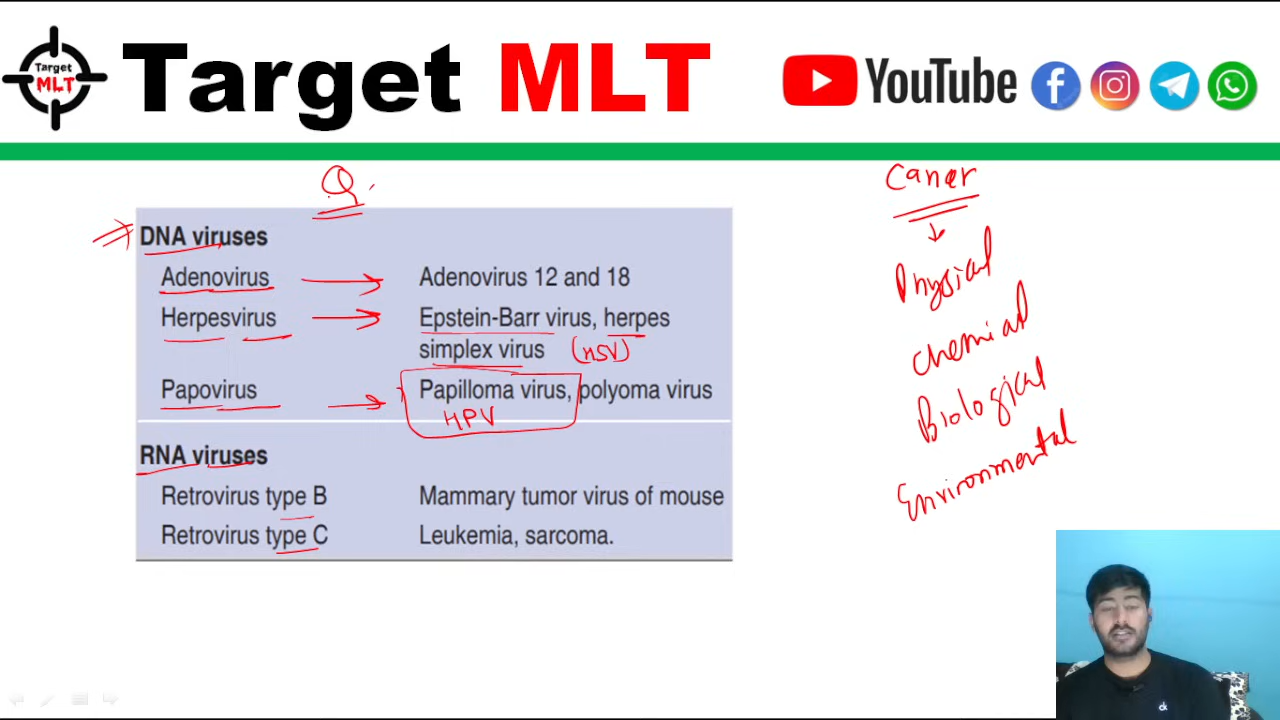 Target MLT
Target MLT
YouTube
Q.
Caner
DNA viruses
Adenovirus Adenovirus 12 and 18
Herpesvirus Epstein-Barr virus, herpes
simplex virus (HSV)
Papovirus Papilloma virus, polyoma virus
HPV
RNA viruses
Retrovirus type B Mammary tumor virus of mouse
Retrovirus type C Leukemia, sarcoma.
Physical
chemical
Biological
Environmental